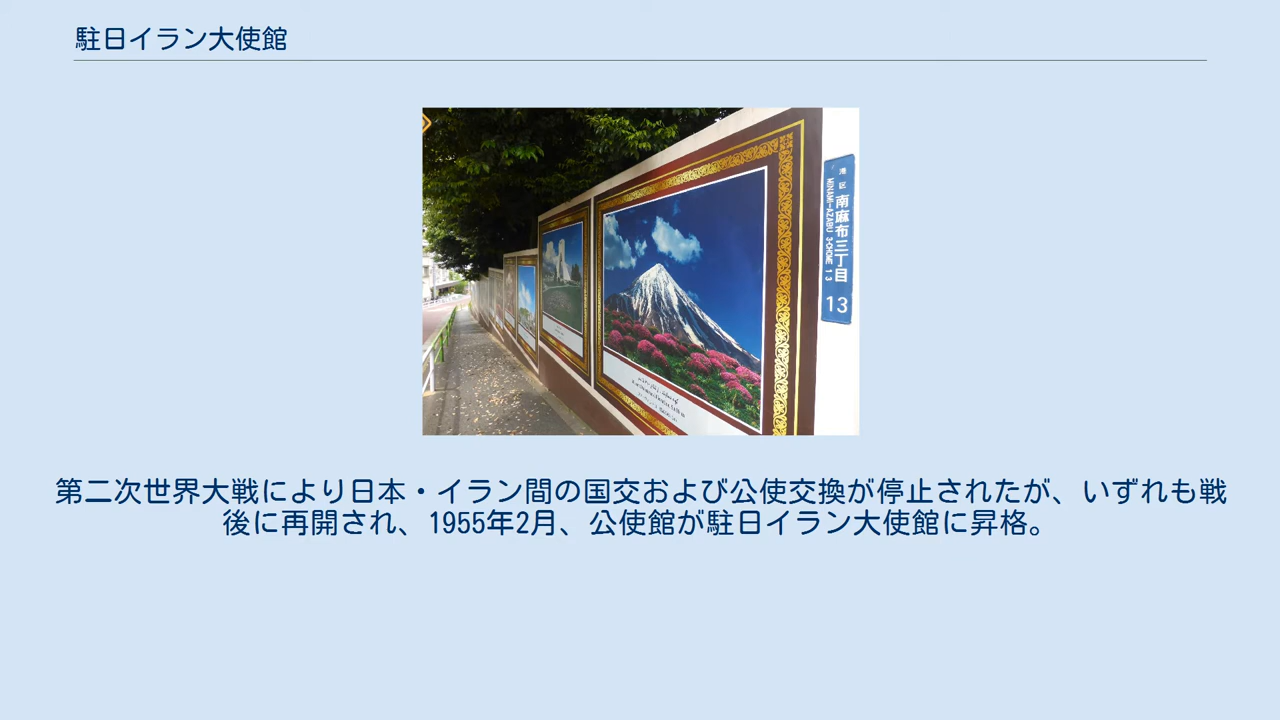 駐日イラン大使館
港区
南麻布三丁目
MINAMI-AZABU 3-CHOME 13
13
第二次世界大戦により日本・イラン間の国交および公使交換が停止されたが、いずれも戦
後に再開され、1955年2月、公使館が駐日イラン大使館に昇格。